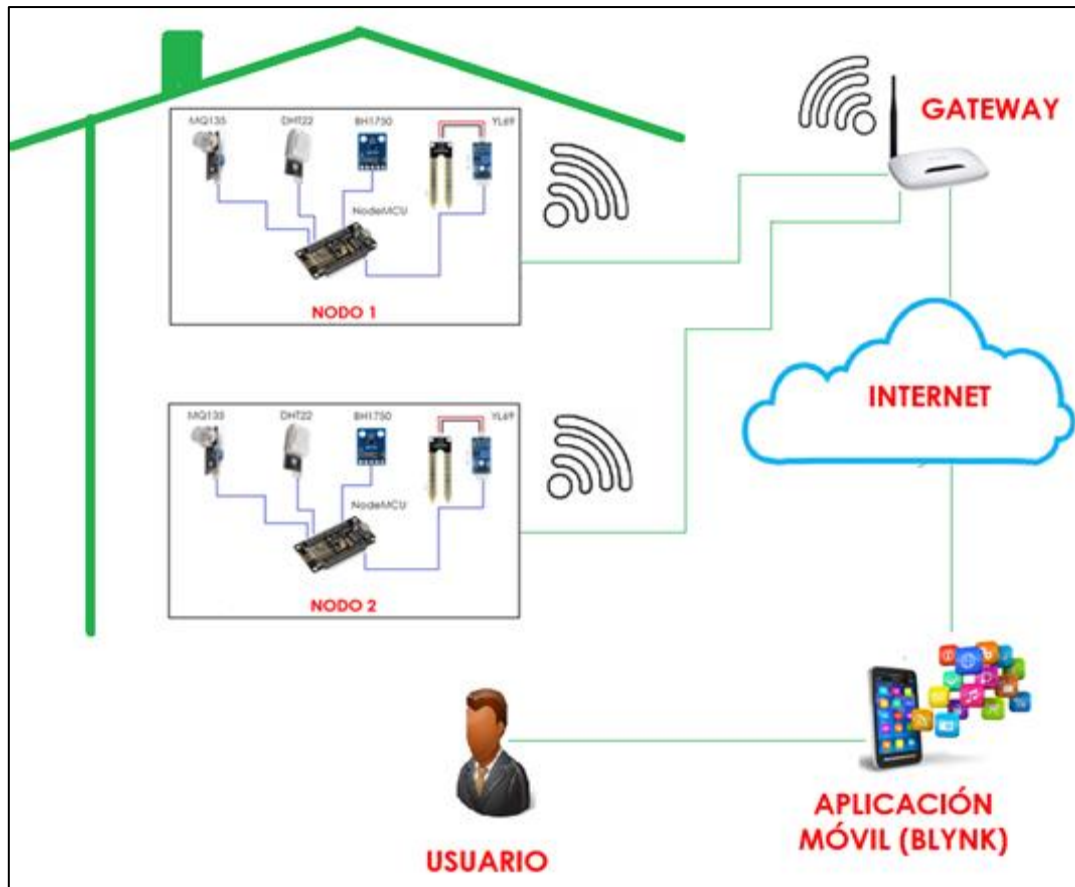 GATEWAY
MQ135 DHT22 BH1750 YL69
NodeMCU
NODO 1
INTERNET
MQ135 DHT22 BH1750 YL69
NodeMCU
NODO 2
APLICACIÓN
MÓVIL (BLYNK)
USUARIO